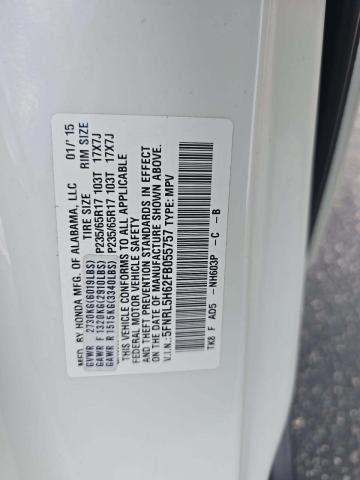 MFD. BY HONDA MFG. OF ALABAMA, LLC 01/'15
TIRE SIZE RIM SIZE
GVWR 2730KG(6019LBS)
GAWR F 1320KG(2910LBS) P235/65R17 103T 17X7J
GAWR R 1515KG(3340LBS) P235/65R17 103T 17X7J
THIS VEHICLE CONFORMS TO ALL APPLICABLE
FEDERAL MOTOR VEHICLE SAFETY
AND THEFT PREVENTION STANDARDS IN EFFECT
ON THE DATE OF MANUFACTURE SHOWN ABOVE.
V.I.N.:5FNRL5H62FB055757 TYPE: MPV
TK8 F AD5 -NH603P -C -B